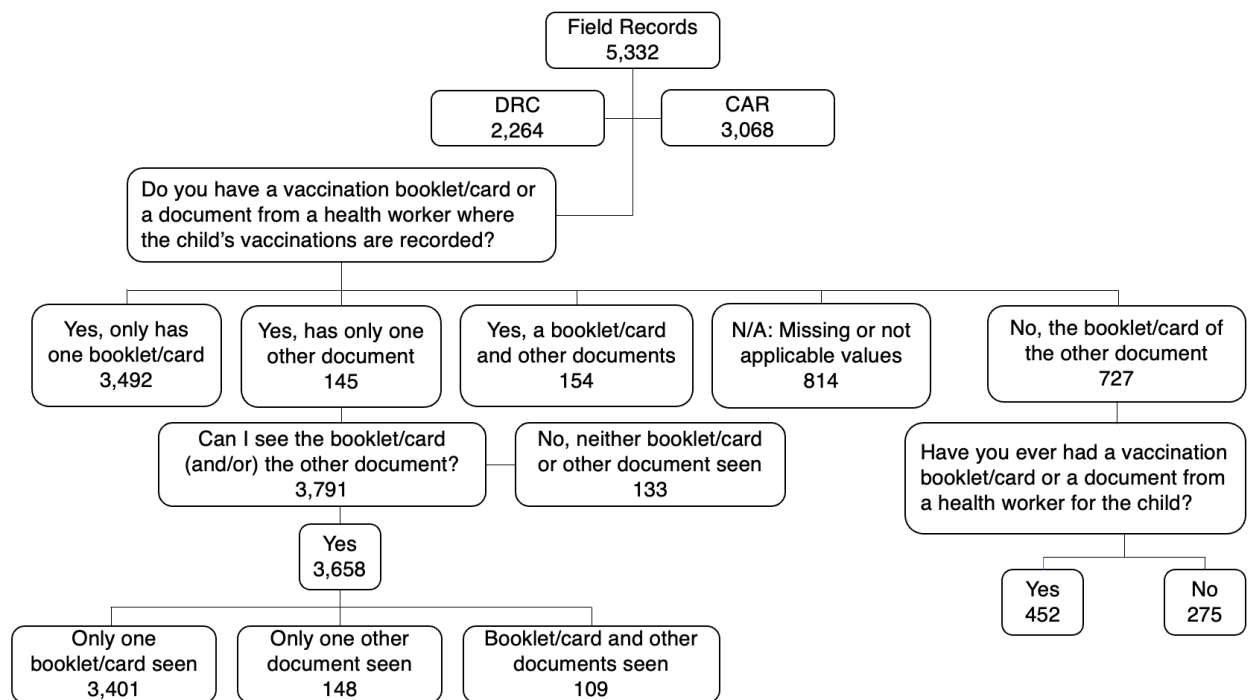 Field Records
5,332
DRC
2,264
CAR
3,068
Do you have a vaccination booklet/card or
a document from a health worker where
the child's vaccinations are recorded?
Yes, only has
one booklet/card
3,492
Yes, has only one
other document
145
Yes, a booklet/card
and other documents
154
N/A: Missing or not
applicable values
814
No, the booklet/card of
the other document
727
Can I see the booklet/card
(and/or) the other document?
3,791
No, neither booklet/card
or other document seen
133
Have you ever had a vaccination
booklet/card or a document from
a health worker for the child?
Yes
3,658
Yes
452
No
275
Only one
booklet/card seen
3,401
Only one other
document seen
148
Booklet/card and other
documents seen
109